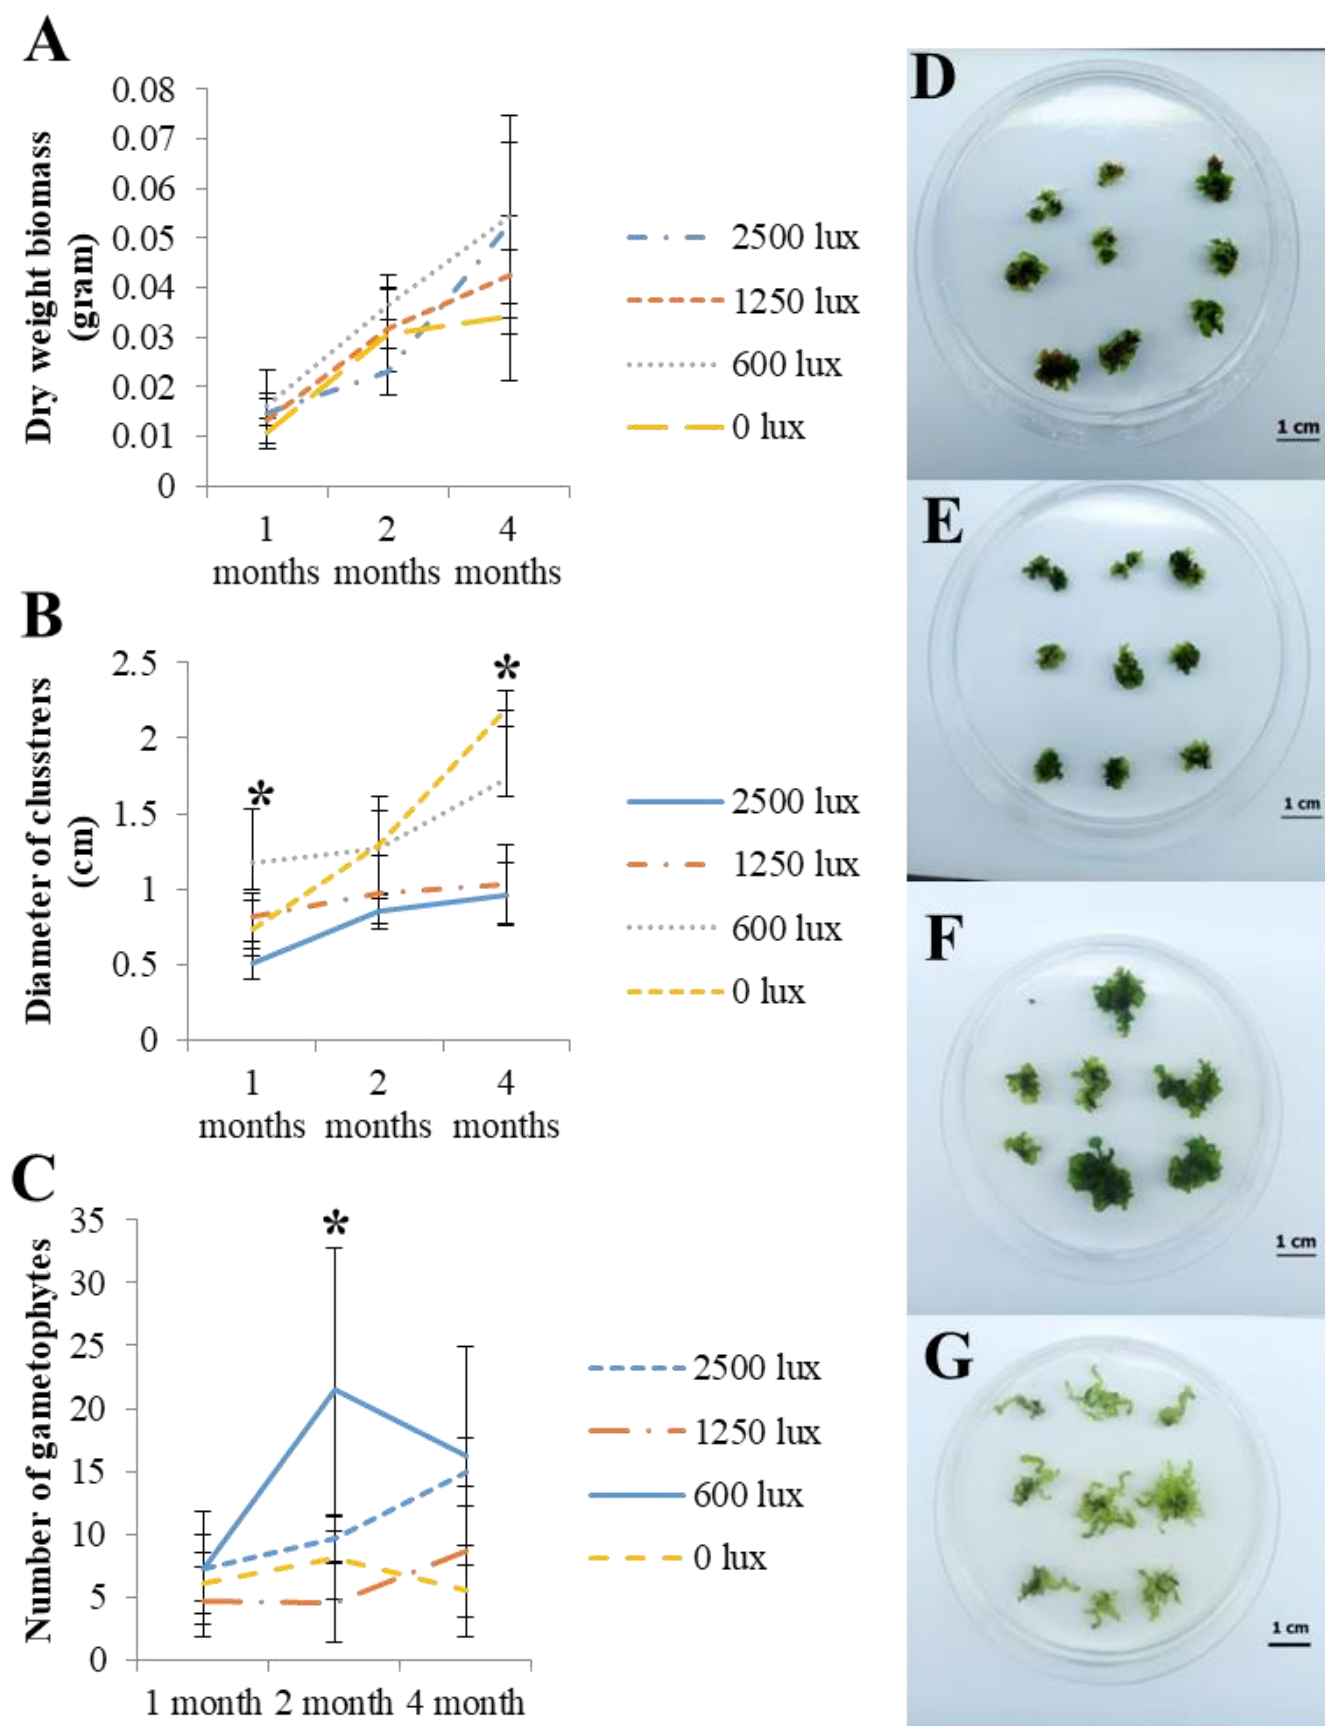 A
Dry weight biomass
(gram)
0.08
0.07
0.06
0.05
0.04
0.03
0.02
0.01
0
1
months
2
months
4
months
2500 lux
1250 lux
600 lux
0 lux
B
Diameter of clusstrers
(cm)
2.5
2
1.5
1
0.5
0
*
*
1
months
2
months
4
months
2500 lux
1250 lux
600 lux
0 lux
C
Number of gametophytes
35
30
25
20
15
10
5
0
*
1 month
2 month
4 month
2500 lux
1250 lux
600 lux
0 lux
D
1 cm
E
1 cm
F
1 cm
G
1 cm